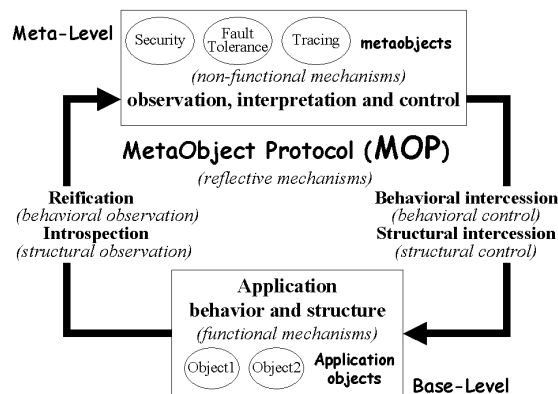 Meta-Level
Security
Fault
Tolerance
Tracing
metaobjects
(non-functional mechanisms)
observation, interpretation and control
MetaObject Protocol (MOP)
(reflective mechanisms)
Reification
(behavioral observation)
Introspection
(structural observation)
Behavioral intercession
(behavioral control)
Structural intercession
(structural control)
Application
behavior and structure
(functional mechanisms)
Object1
Object2
Application
objects
Base-Level